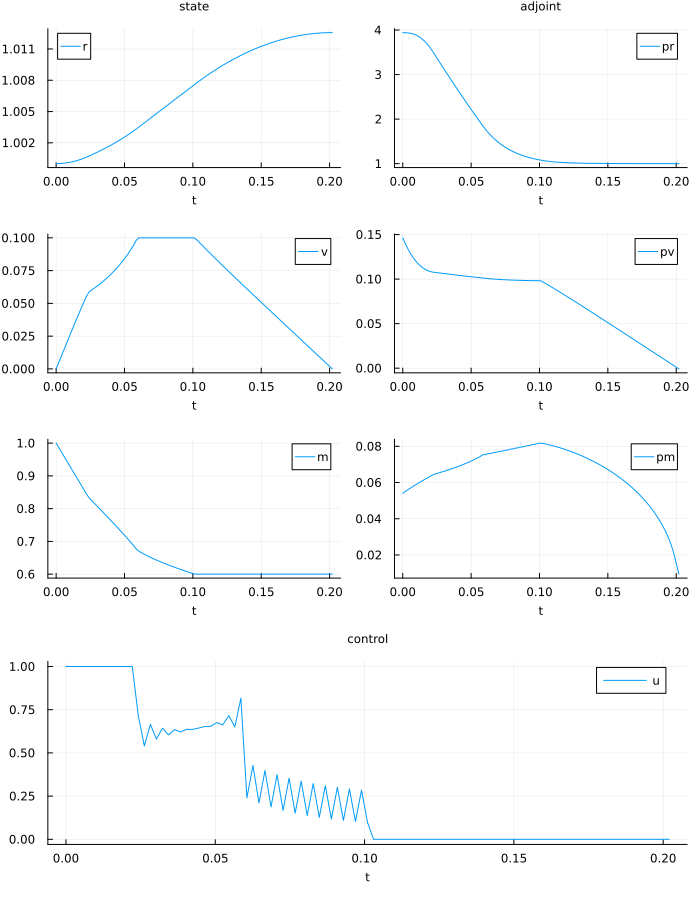 state
adjoint
1.011
1.008
1.005
1.002
r
0.00 0.05 0.10 0.15 0.20
t
4
3
2
1
pr
0.00 0.05 0.10 0.15 0.20
t
0.100
0.075
0.050
0.025
0.000
v
0.00 0.05 0.10 0.15 0.20
t
0.15
0.10
0.05
0.00
pv
0.00 0.05 0.10 0.15 0.20
t
1.0
0.9
0.8
0.7
0.6
m
0.00 0.05 0.10 0.15 0.20
t
0.08
0.06
0.04
0.02
pm
0.00 0.05 0.10 0.15 0.20
t
control
1.00
0.75
0.50
0.25
0.00
u
0.00 0.05 0.10 0.15 0.20
t